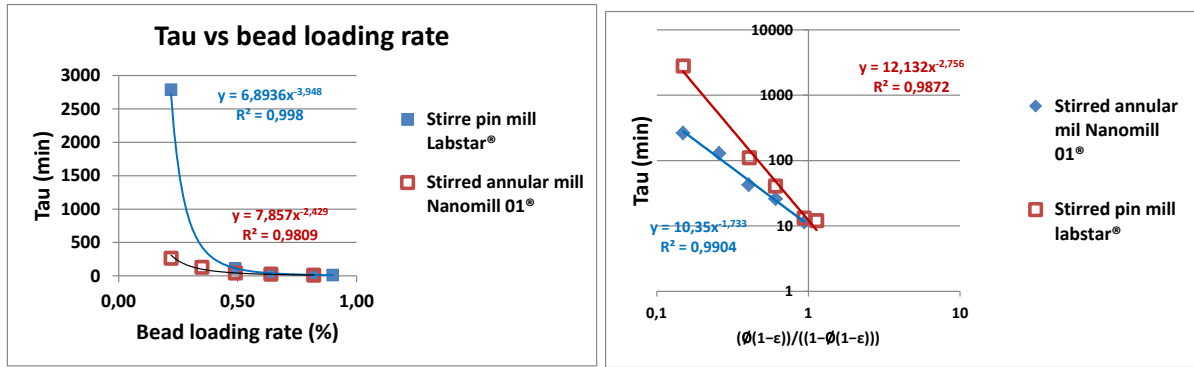 Tau vs bead loading rate
Tau (min)
3000
2500
2000
1500
1000
500
0
0,00
0,50
1,00
Bead loading rate (%)
y = 6,8936x-3,948
R² = 0,998
y = 7,857x-2,429
R² = 0,9809
Stirre pin mill
Labstar®
Stirred annular mill
Nanomill 01®
Tau (min)
10000
1000
100
10
1
0,1
1
10
(Ø(1−ε))/((1−Ø(1−ε)))
y = 12,132x-2,756
R² = 0,9872
y = 10,35x-1,733
R² = 0,9904
Stirred annular
mil Nanomill
01®
Stirred pin mill
labstar®